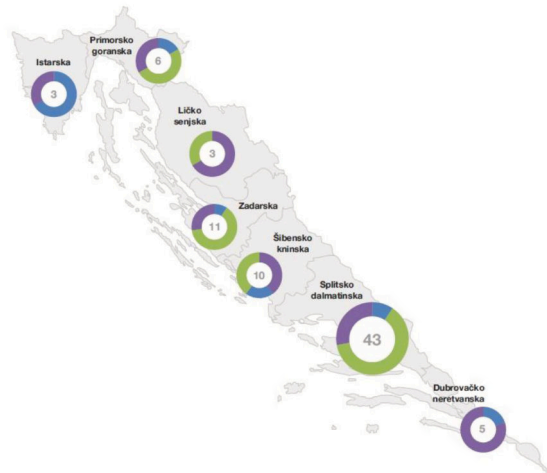 Primorsko
goranska
6
Istarska
3
Ličko
senjska
3
Zadarska
11
Šibensko
kninska
10
Splitsko
dalmatinska
43
Dubrovačko
neretvanska
5